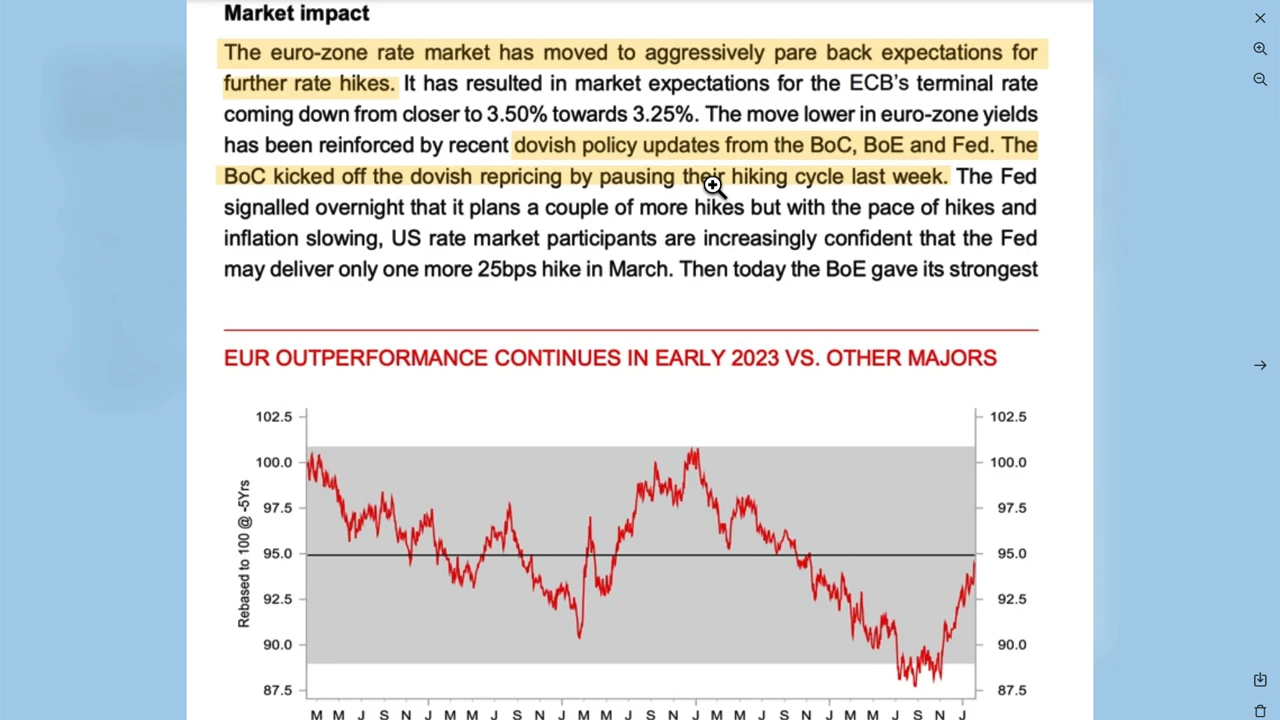 Market impact
The euro-zone rate market has moved to aggressively pare back expectations for
further rate hikes. It has resulted in market expectations for the ECB's terminal rate
coming down from closer to 3.50% towards 3.25%. The move lower in euro-zone yields
has been reinforced by recent dovish policy updates from the BoC, BoE and Fed. The
BoC kicked off the dovish repricing by pausing their hiking cycle last week. The Fed
signalled overnight that it plans a couple of more hikes but with the pace of hikes and
inflation slowing, US rate market participants are increasingly confident that the Fed
may deliver only one more 25bps hike in March. Then today the BoE gave its strongest
EUR OUTPERFORMANCE CONTINUES IN EARLY 2023 VS. OTHER MAJORS
102.5 102.5
100.0 100.0
97.5 97.5
95.0 95.0
92.5 92.5
90.0 90.0
87.5 87.5
Rebased to 100 @ -5Yrs
M M J S N J M M J S N J M M J S N J M M J S N J M M J S N J